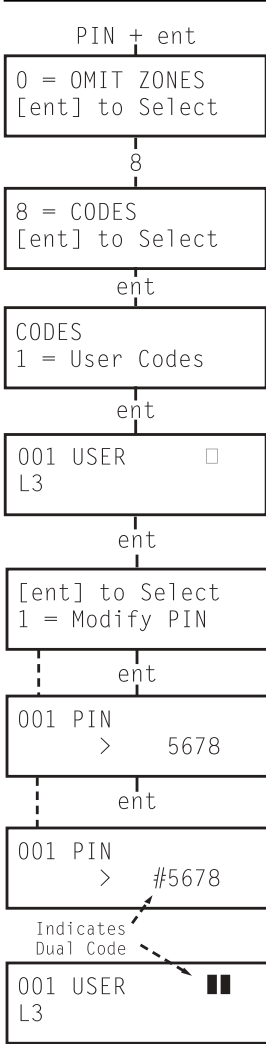 PIN + ent
0 = OMIT ZONES
[ent] to Select
8
8 = CODES
[ent] to Select
ent
CODES
1 = User Codes
ent
001 USER □
L3
ent
[ent] to Select
1 = Modify PIN
ent
001 PIN
> 5678
ent
001 PIN
> #5678
Indicates
Dual Code
001 USER ▮▮
L3